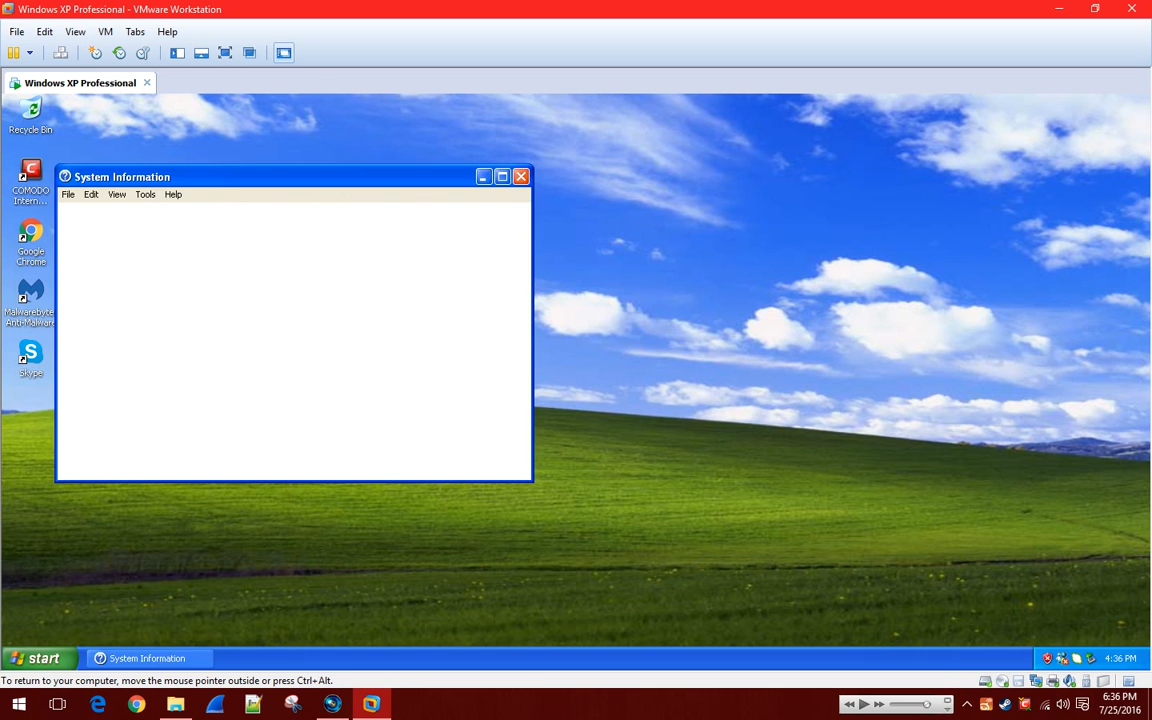 Windows XP Professional - VMware Workstation
File Edit View VM Tabs Help
Windows XP Professional
Recycle Bin
COMODO
Intern...
Google
Chrome
Malwarebyte
Anti-Malware
Skype
System Information
File Edit View Tools Help
start
System Information
4:36 PM
To return to your computer, move the mouse pointer outside or press Ctrl+Alt.
6:36 PM
7/25/2016